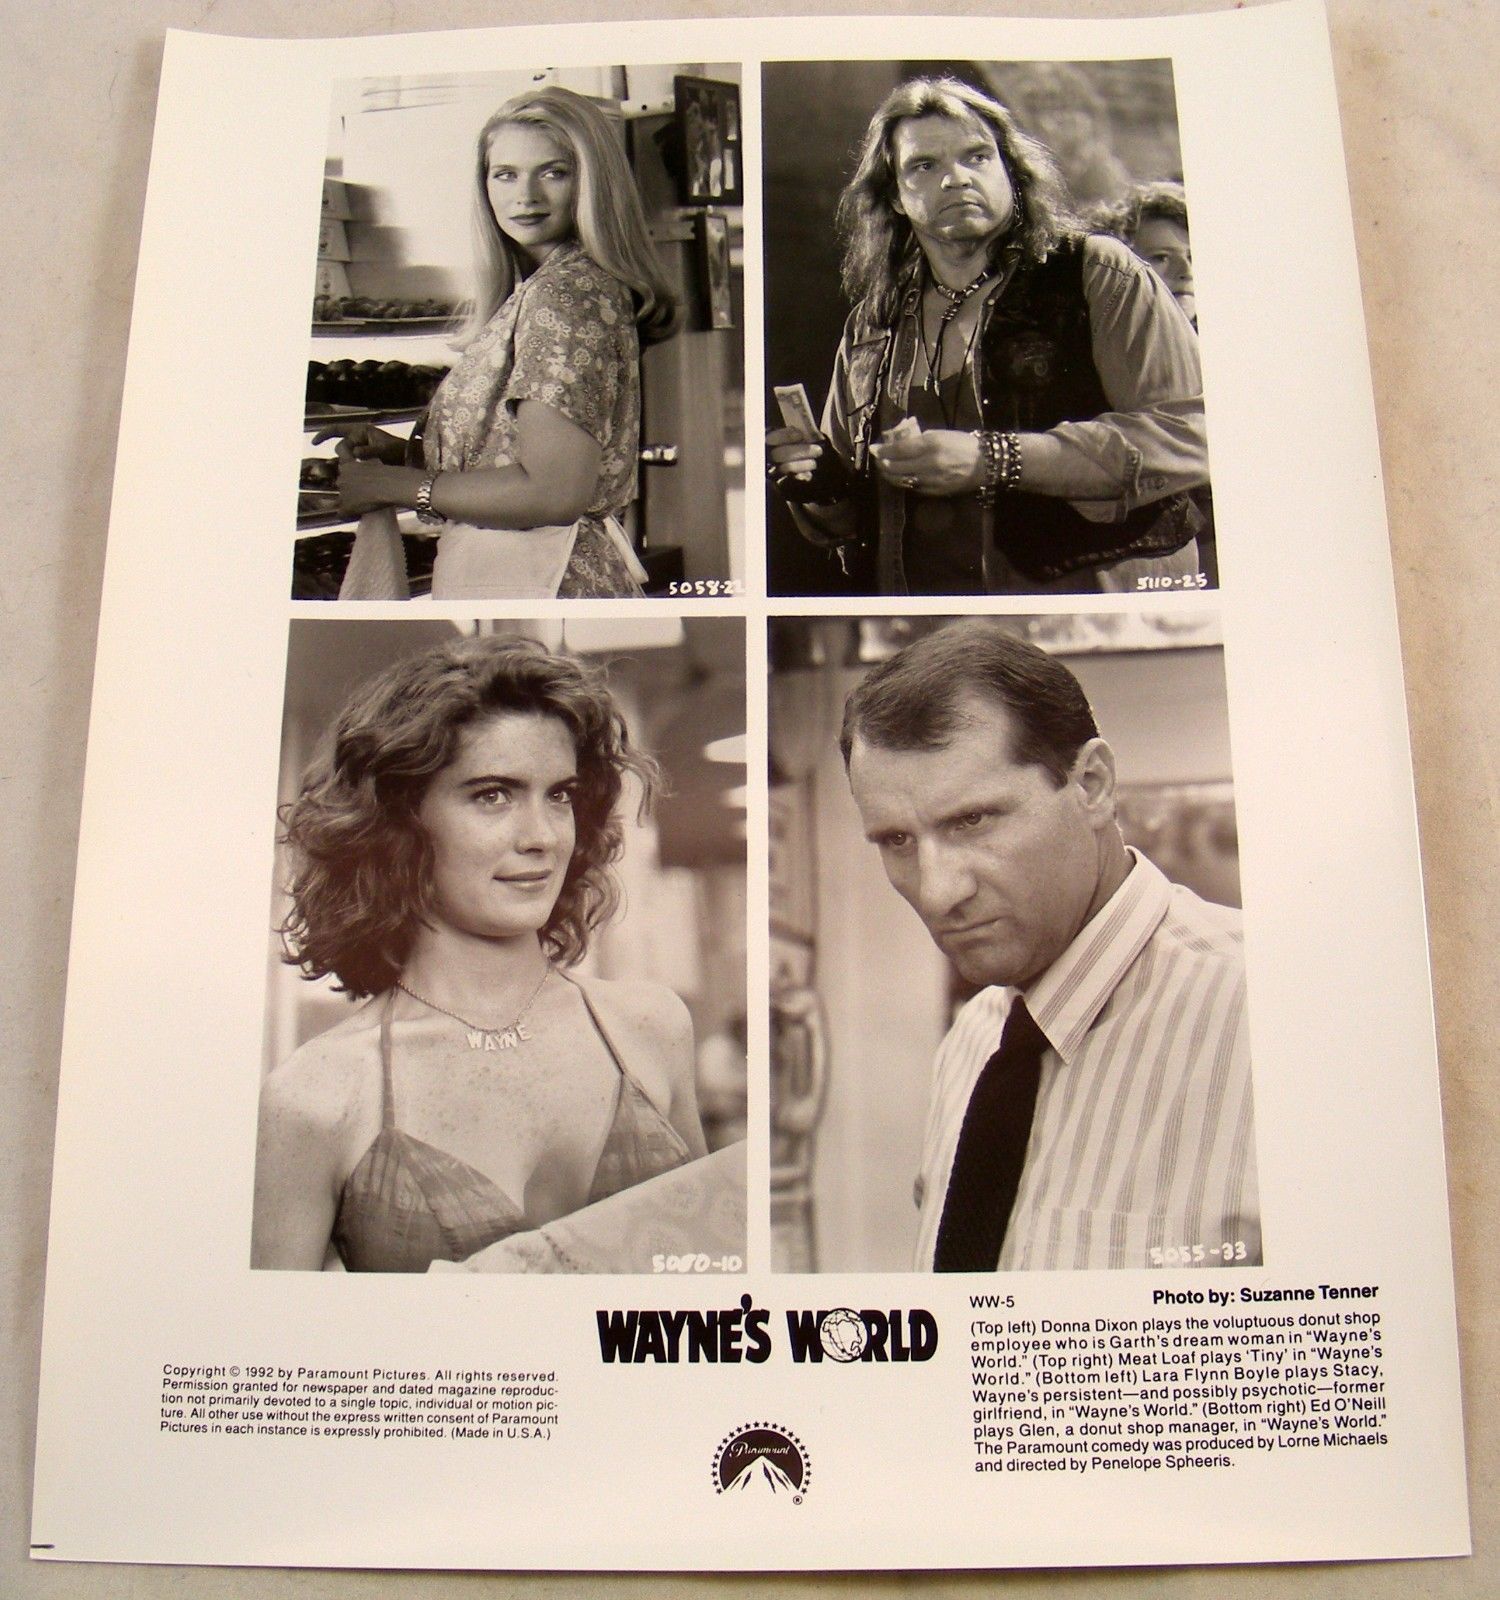 5058-22
5110-25
WAYNE
5080-10
5055-33
WAYNE'S WORLD
WW-5
Photo by: Suzanne Tenner
(Top left) Donna Dixon plays the voluptuous donut shop
employee who is Garth's dream woman in “Wayne's
World.” (Top right) Meat Loaf plays ‘Tiny’ in “Wayne's
World.” (Bottom left) Lara Flynn Boyle plays Stacy,
Wayne's persistent—and possibly psychotic—former
girlfriend, in “Wayne's World.” (Bottom right) Ed O'Neill
plays Glen, a donut shop manager, in “Wayne's World.”
The Paramount comedy was produced by Lorne Michaels
and directed by Penelope Spheeris.
Copyright © 1992 by Paramount Pictures. All rights reserved.
Permission granted for newspaper and dated magazine reproduc-
tion not primarily devoted to a single topic, individual or motion pic-
ture. All other use without the express written consent of Paramount
Pictures in each instance is expressly prohibited. (Made in U.S.A.)
Paramount
®